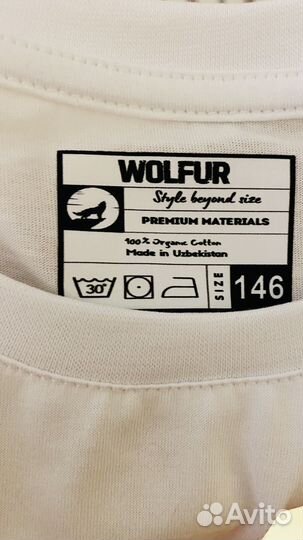 WOLFUR
Style beyond size
PREMIUM MATERIALS
100% Organic Cotton
Made in Uzbekistan
30°
SIZE 146
Avito